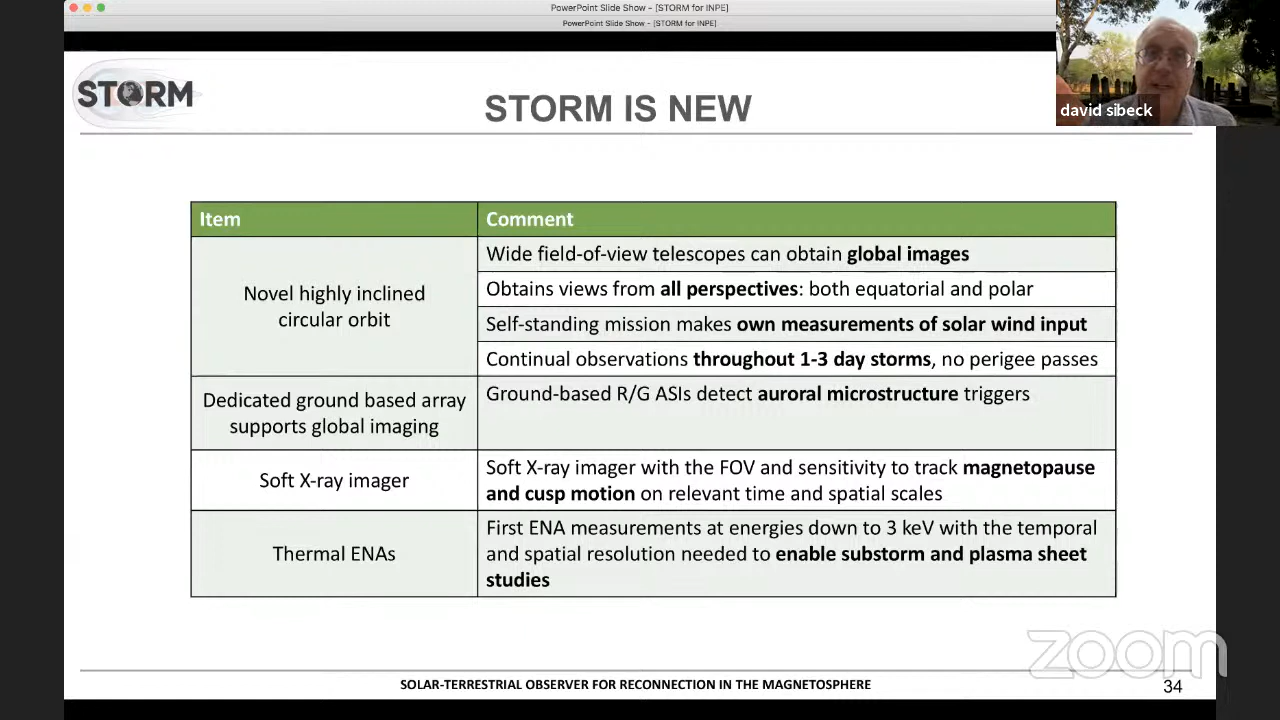 PowerPoint Slide Show - [STORM for INPE]
PowerPoint Slide Show - [STORM for INPE]
STORM
STORM IS NEW
david sibeck
Item
Comment
Novel highly inclined
circular orbit
Wide field-of-view telescopes can obtain global images
Obtains views from all perspectives: both equatorial and polar
Self-standing mission makes own measurements of solar wind input
Continual observations throughout 1-3 day storms, no perigee passes
Dedicated ground based array
supports global imaging
Ground-based R/G ASIs detect auroral microstructure triggers
Soft X-ray imager
Soft X-ray imager with the FOV and sensitivity to track magnetopause
and cusp motion on relevant time and spatial scales
Thermal ENAs
First ENA measurements at energies down to 3 keV with the temporal
and spatial resolution needed to enable substorm and plasma sheet
studies
zoom
SOLAR-TERRESTRIAL OBSERVER FOR RECONNECTION IN THE MAGNETOSPHERE
34